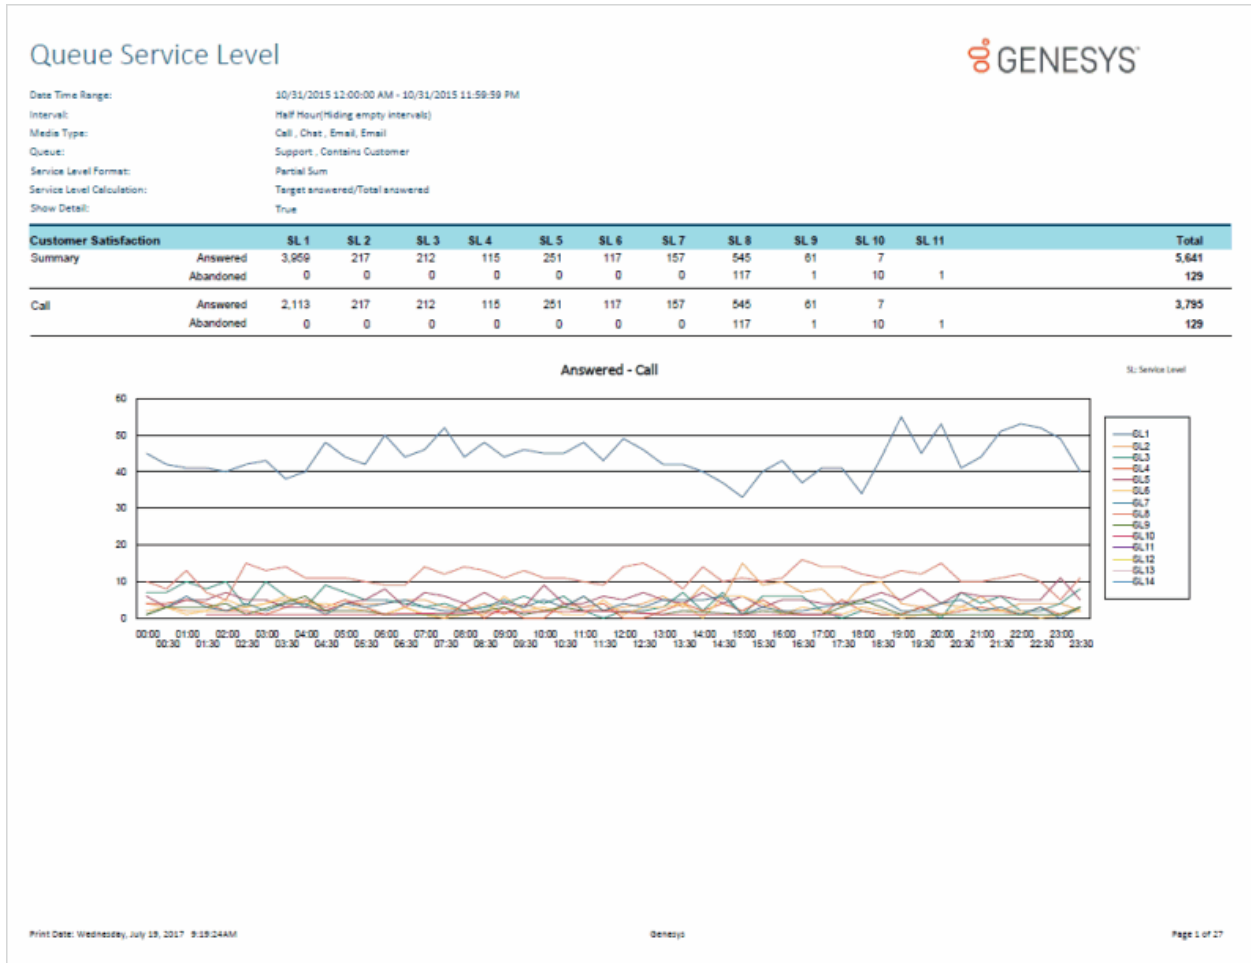 Queue Service Level
GENESYS
Date Time Range: 10/31/2015 12:00:00 AM - 10/31/2015 11:59:59 PM
Interval: Half Hour(Hiding empty intervals)
Media Type: Call , Chat , Email, Email
Queue: Support , Contains Customer
Service Level Format: Partial Sum
Service Level Calculation: Target answered/Total answered
Show Detail: True
Customer Satisfaction SL 1 SL 2 SL 3 SL 4 SL 5 SL 6 SL 7 SL 8 SL 9 SL 10 SL 11 Total
Summary Answered 3,959 217 212 115 251 117 157 545 61 7 5,641
Abandoned 0 0 0 0 0 0 0 117 1 10 1 129
Call Answered 2,113 217 212 115 251 117 157 545 61 7 3,795
Abandoned 0 0 0 0 0 0 0 117 1 10 1 129
Answered - Call
SL: Service Level
60
50
40
30
20
10
0
SL1
SL2
SL3
SL4
SL5
SL6
SL7
SL8
SL9
SL10
SL11
SL12
SL13
SL14
00:00 01:00 02:00 03:00 04:00 05:00 06:00 07:00 08:00 09:00 10:00 11:00 12:00 13:00 14:00 15:00 16:00 17:00 18:00 19:00 20:00 21:00 22:00 23:00
00:30 01:30 02:30 03:30 04:30 05:30 06:30 07:30 08:30 09:30 10:30 11:30 12:30 13:30 14:30 15:30 16:30 17:30 18:30 19:30 20:30 21:30 22:30 23:30
Print Date: Wednesday, July 19, 2017 9:19:24AM
Genesys
Page 1 of 27